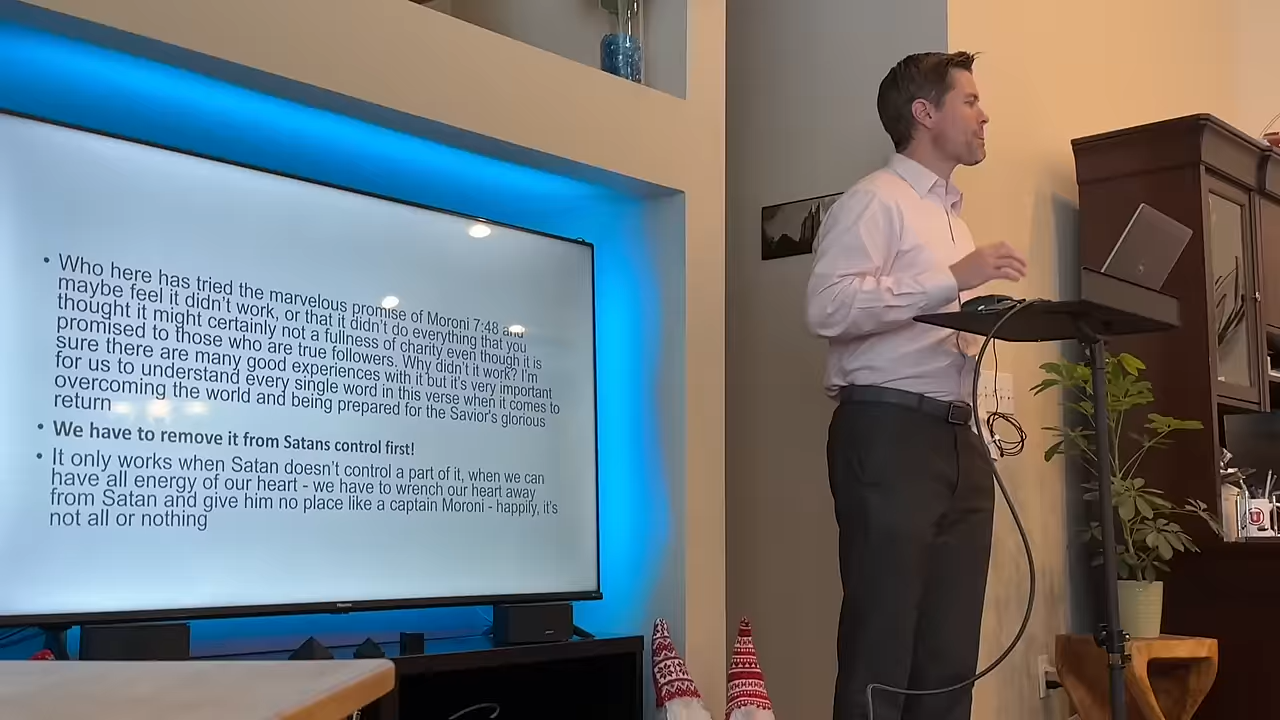 • Who here has tried the marvelous promise of Moroni 7:48 and
maybe feel it didn't work, or that it didn't do everything that you
thought it might certainly not a fullness of charity even though it is
promised to those who are true followers. Why didn't it work? I'm
sure there are many good experiences with it but it's very important
for us to understand every single word in this verse when it comes to
overcoming the world and being prepared for the Savior's glorious
return
• We have to remove it from Satans control first!
• It only works when Satan doesn't control a part of it, when we can
have all energy of our heart - we have to wrench our heart away
from Satan and give him no place like a captain Moroni - happify, it's
not all or nothing
Hisense
U